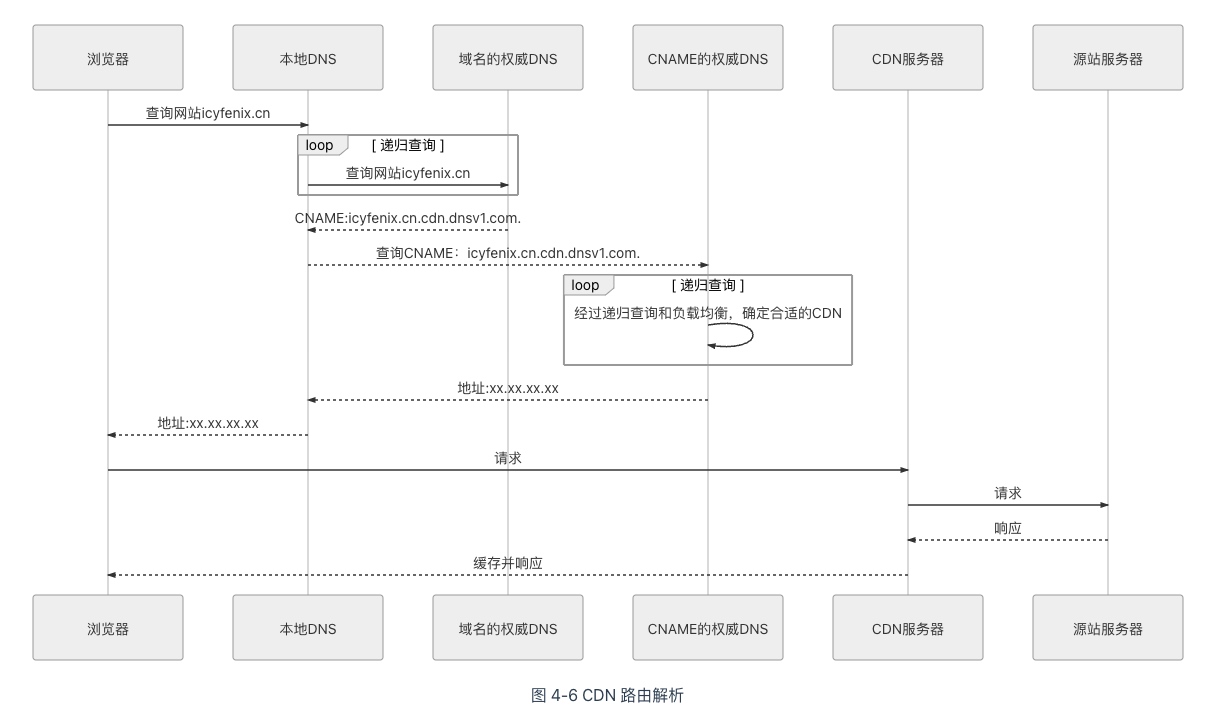 浏览器
本地DNS
域名的权威DNS
CNAME的权威DNS
CDN服务器
源站服务器
查询网站icyfenix.cn
loop
[ 递归查询 ]
查询网站icyfenix.cn
CNAME:icyfenix.cn.cdn.dnsv1.com.
查询CNAME：icyfenix.cn.cdn.dnsv1.com.
loop
[ 递归查询 ]
经过递归查询和负载均衡，确定合适的CDN
地址:xx.xx.xx.xx
地址:xx.xx.xx.xx
请求
请求
响应
缓存并响应
浏览器
本地DNS
域名的权威DNS
CNAME的权威DNS
CDN服务器
源站服务器
图 4-6 CDN 路由解析